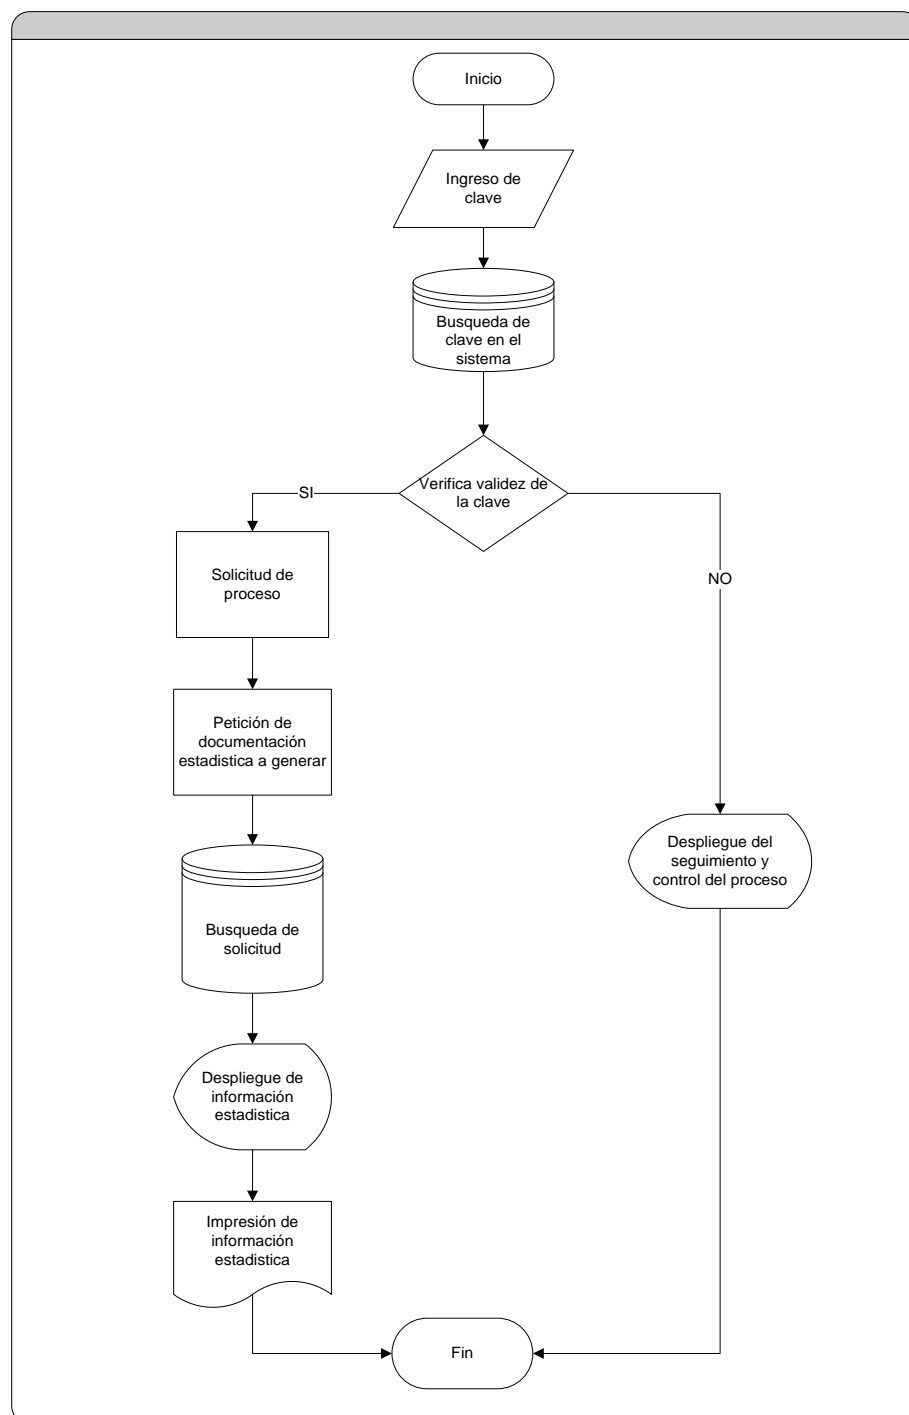 Inicio
Ingreso de
clave
Busqueda de
clave en el
sistema
Verifica validez de
la clave
SI
Solicitud de
proceso
NO
Petición de
documentación
estadistica a generar
Despliegue del
seguimiento y
control del proceso
Busqueda de
solicitud
Despliegue de
información
estadistica
Impresión de
información
estadistica
Fin